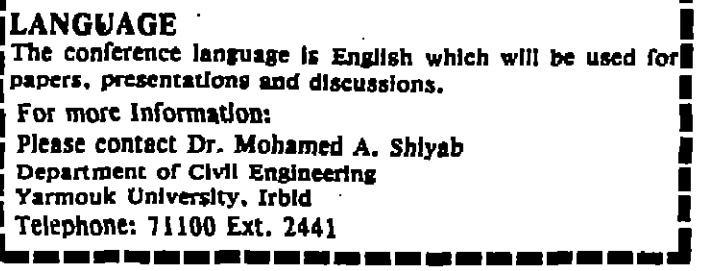 LANGUAGE
The conference language is English which will be used for
papers, presentations and discussions.
For more Information:
Please contact Dr. Mohamed A. Shiyab
Department of Civil Engineering
Yarmouk University, Irbid
Telephone: 71100 Ext. 2441